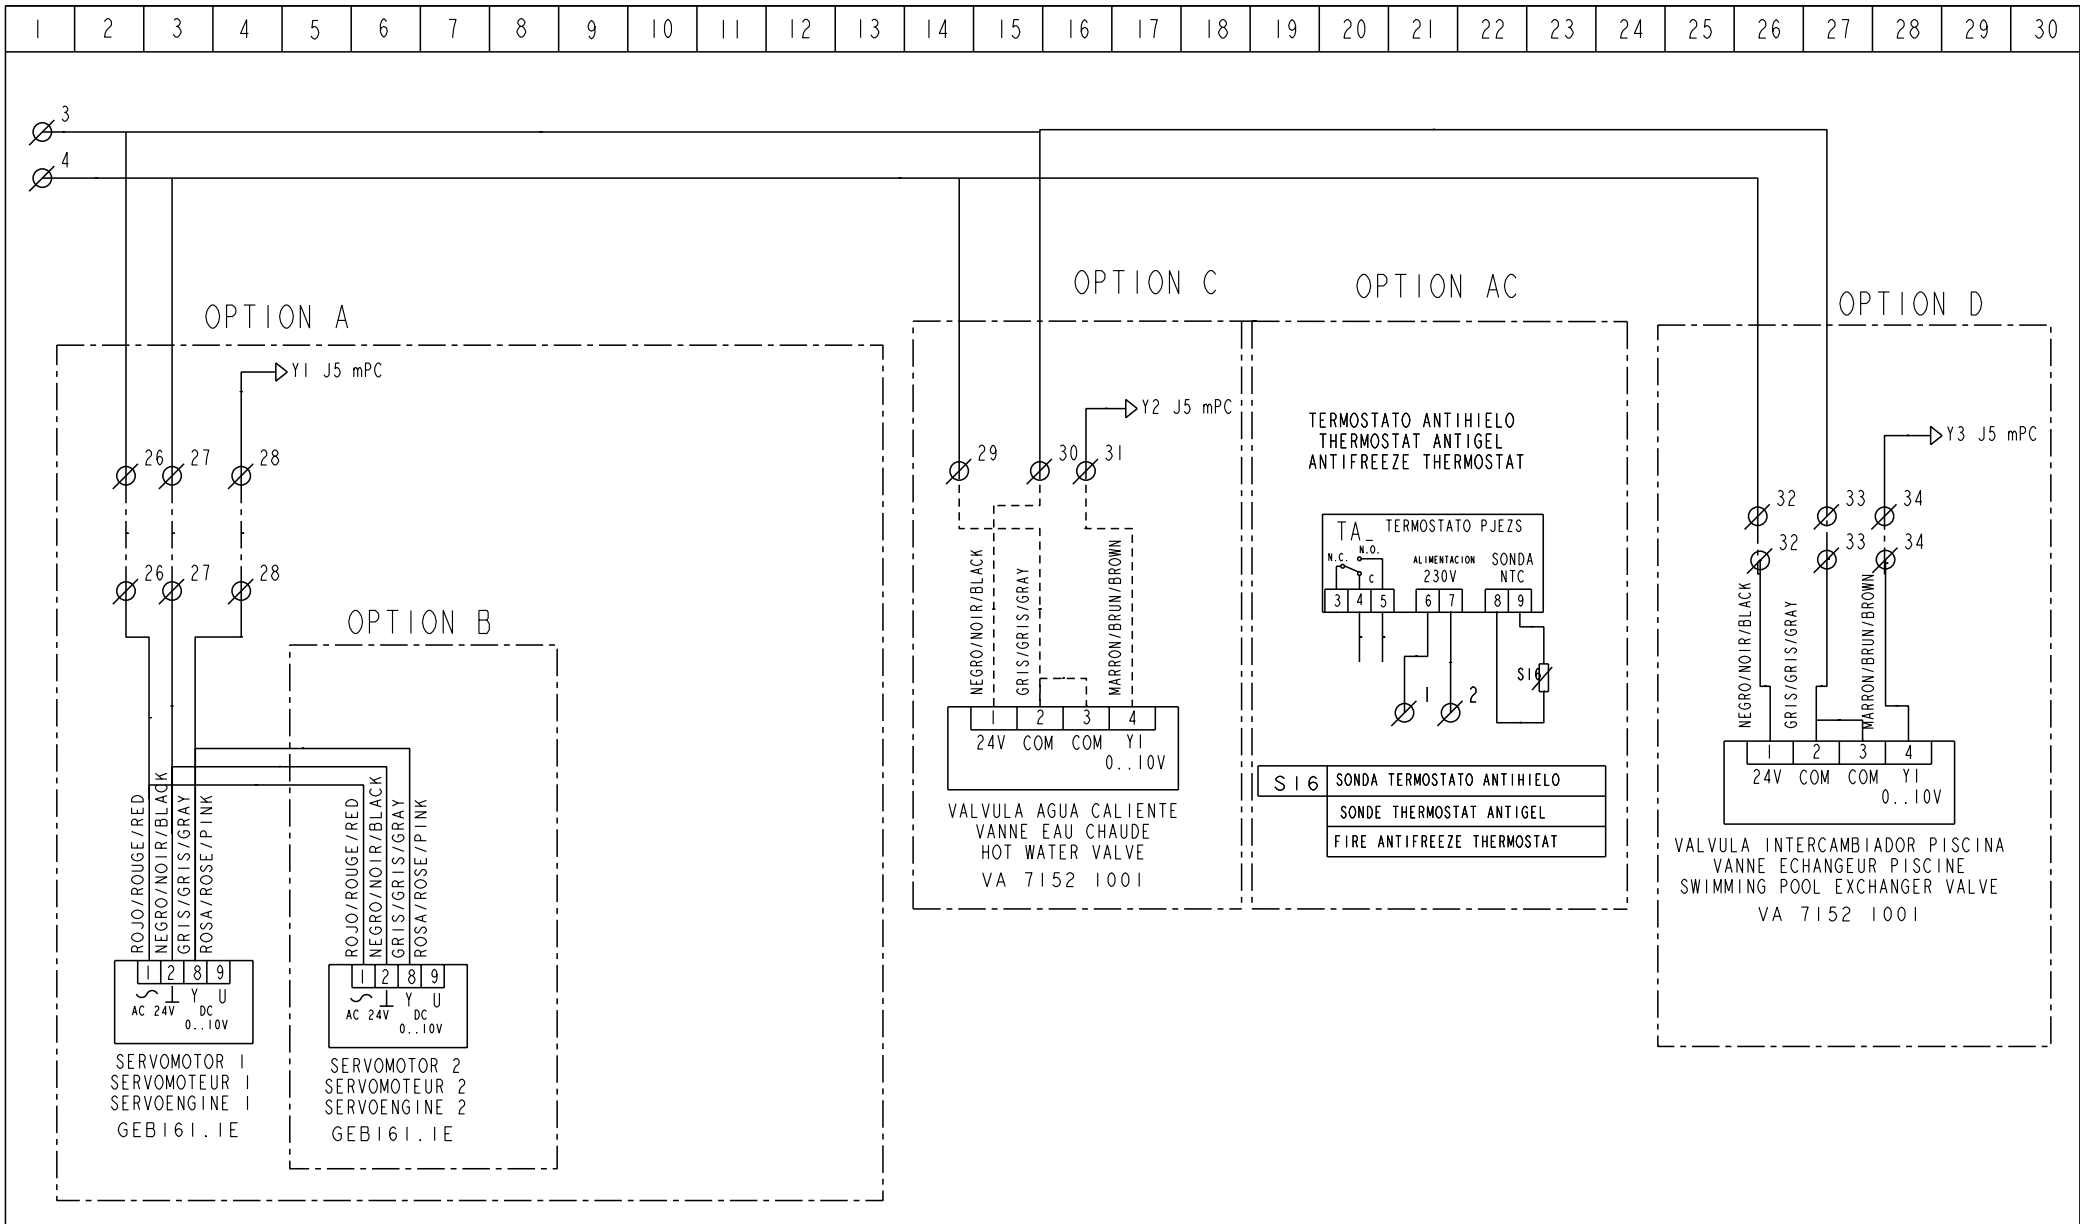 1 2 3 4 5 6 7 8 9 10 11 12 13 14 15 16 17 18 19 20 21 22 23 24 25 26 27 28 29 30
3
4
OPTION A
Y1 J5 mPC
26 27 28
26 27 28
OPTION B
ROJO/ROUGE/RED
NEGRO/NOIR/BLACK
GRIS/GRIS/GRAY
ROSA/ROSE/PINK
1 2 8 9
Y U
AC 24V DC
0..10V
SERVOMOTOR 1
SERVOMOTEUR 1
SERVOENGINE 1
GEB161.1E
ROJO/ROUGE/RED
NEGRO/NOIR/BLACK
GRIS/GRIS/GRAY
ROSA/ROSE/PINK
1 2 8 9
Y U
AC 24V DC
0..10V
SERVOMOTOR 2
SERVOMOTEUR 2
SERVOENGINE 2
GEB161.1E
OPTION C
Y2 J5 mPC
29 30 31
NEGRO/NOIR/BLACK
GRIS/GRIS/GRAY
MARRON/BRUN/BROWN
1 2 3 4
24V COM COM Y1
0..10V
VALVULA AGUA CALIENTE
VANNE EAU CHAUDE
HOT WATER VALVE
VA 7152 1001
OPTION AC
TERMOSTATO ANTIHIELO
THERMOSTAT ANTIGEL
ANTIFREEZE THERMOSTAT
TA_ TERMOSTATO PJEZS
N.C. N.O. C
ALIMENTACION
230V
SONDA
NTC
3 4 5 6 7 8 9
S16
1 2
S16 SONDA TERMOSTATO ANTIHIELO
SONDE THERMOSTAT ANTIGEL
FIRE ANTIFREEZE THERMOSTAT
OPTION D
Y3 J5 mPC
32 33 34
32 33 34
NEGRO/NOIR/BLACK
GRIS/GRIS/GRAY
MARRON/BRUN/BROWN
1 2 3 4
24V COM COM Y1
0..10V
VALVULA INTERCAMBIADOR PISCINA
VANNE ECHANGEUR PISCINE
SWIMMING POOL EXCHANGER VALVE
VA 7152 1001